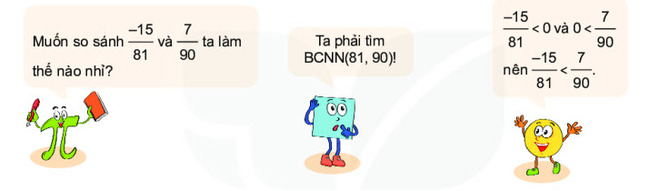 Muốn so sánh -15/81 và 7/90 ta làm
thế nào nhỉ?
Ta phải tìm
BCNN(81, 90)!
-15/81 < 0 và 0 < 7/90
nên -15/81 < 7/90.